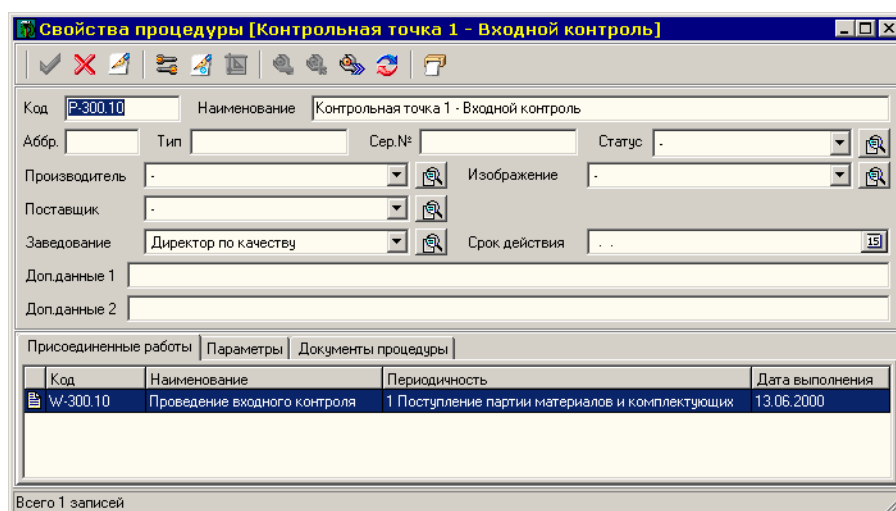 Свойства процедуры [Контрольная точка 1 - Входной контроль]
Код P-300.10 Наименование Контрольная точка 1 - Входной контроль
Аббр. Тип Сер.№ Статус -
Производитель - Изображение -
Поставщик -
Заведование Директор по качеству Срок действия . . 15
Доп.данные 1
Доп.данные 2
Присоединенные работы Параметры Документы процедуры
Код Наименование Периодичность Дата выполнения
W-300.10 Проведение входного контроля 1 Поступление партии материалов и комплектующих 13.06.2000
Всего 1 записей